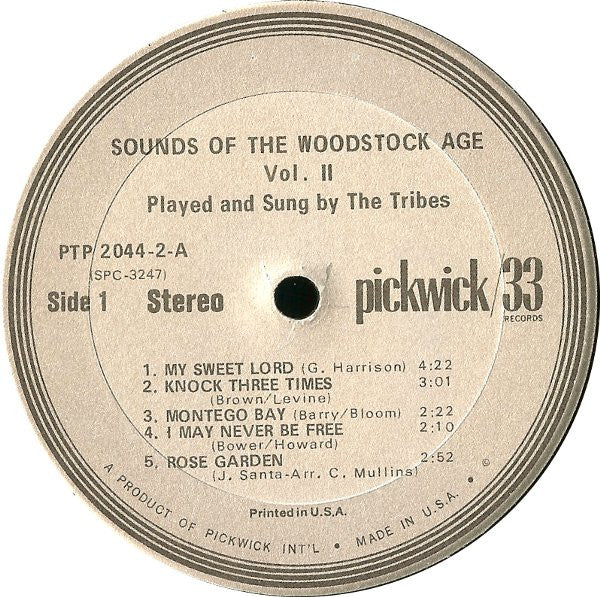 SOUNDS OF THE WOODSTOCK AGE
Vol. II
Played and Sung by The Tribes
PTP 2044-2-A
(SPC-3247)
Side 1 Stereo
pickwick 33
RECORDS
1. MY SWEET LORD (G. Harrison) 4:22
2. KNOCK THREE TIMES 3:01
(Brown/Levine)
3. MONTEGO BAY (Barry/Bloom) 2:22
4. I MAY NEVER BE FREE 2:10
(Bower/Howard)
5. ROSE GARDEN 2:52
(J. Santa-Arr. C. Mullins)
Printed in U.S.A.
A PRODUCT OF PICKWICK INT'L • MADE IN U.S.A. • ©